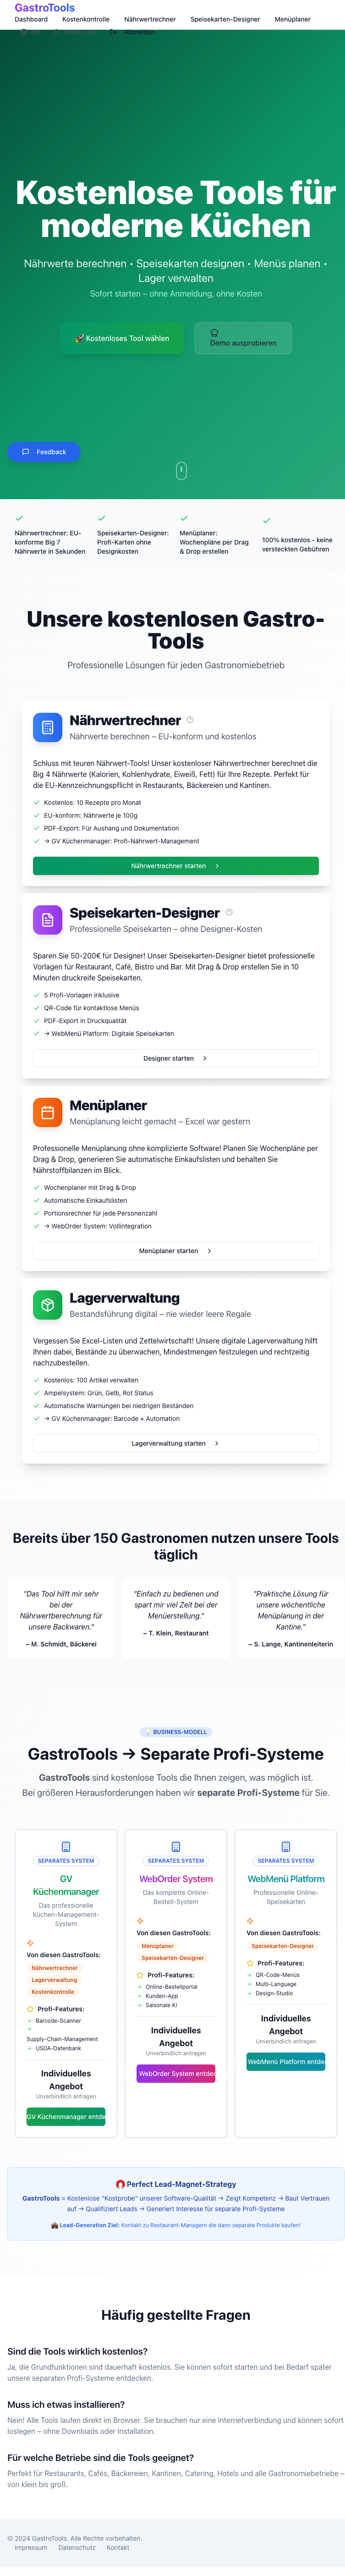 GastroTools
Dashboard Kostenkontrolle Nährwertrechner Speisekarten-Designer Menüplaner
Abmelden
Kostenlose Tools für
moderne Küchen
Nährwerte berechnen • Speisekarten designen • Menüs planen •
Lager verwalten
Sofort starten – ohne Anmeldung, ohne Kosten
🚀 Kostenloses Tool wählen
Demo ausprobieren
Feedback
Nährwertrechner: EU-
konforme Big 7
Nährwerte in Sekunden
Speisekarten-Designer:
Profi-Karten ohne
Designkosten
Menüplaner:
Wochenpläne per Drag
& Drop erstellen
100% kostenlos - keine
versteckten Gebühren
Unsere kostenlosen Gastro-
Tools
Professionelle Lösungen für jeden Gastronomiebetrieb
Nährwertrechner
Nährwerte berechnen – EU-konform und kostenlos
Schluss mit teuren Nährwert-Tools! Unser kostenloser Nährwertrechner berechnet die
Big 4 Nährwerte (Kalorien, Kohlenhydrate, Eiweiß, Fett) für Ihre Rezepte. Perfekt für
die EU-Kennzeichnungspflicht in Restaurants, Bäckereien und Kantinen.
Kostenlos: 10 Rezepte pro Monat
EU-konform: Nährwerte je 100g
PDF-Export: Für Aushang und Dokumentation
→ GV Küchenmanager: Profi-Nährwert-Management
Nährwertrechner starten
Speisekarten-Designer
Professionelle Speisekarten – ohne Designer-Kosten
Sparen Sie 50-200€ für Designer! Unser Speisekarten-Designer bietet professionelle
Vorlagen für Restaurant, Café, Bistro und Bar. Mit Drag & Drop erstellen Sie in 10
Minuten druckreife Speisekarten.
5 Profi-Vorlagen inklusive
QR-Code für kontaktlose Menüs
PDF-Export in Druckqualität
→ WebMenü Platform: Digitale Speisekarten
Designer starten
Menüplaner
Menüplanung leicht gemacht – Excel war gestern
Professionelle Menüplanung ohne komplizierte Software! Planen Sie Wochenpläne per
Drag & Drop, generieren Sie automatische Einkaufslisten und behalten Sie
Nährstoffbilanzen im Blick.
Wochenplaner mit Drag & Drop
Automatische Einkaufslisten
Portionsrechner für jede Personenzahl
→ WebOrder System: Vollintegration
Menüplaner starten
Lagerverwaltung
Bestandsführung digital – nie wieder leere Regale
Vergessen Sie Excel-Listen und Zettelwirtschaft! Unsere digitale Lagerverwaltung hilft
Ihnen dabei, Bestände zu überwachen, Mindestmengen festzulegen und rechtzeitig
nachzubestellen.
Kostenlos: 100 Artikel verwalten
Ampelsystem: Grün, Gelb, Rot Status
Automatische Warnungen bei niedrigen Beständen
→ GV Küchenmanager: Barcode + Automation
Lagerverwaltung starten
Bereits über 150 Gastronomen nutzen unsere Tools
täglich
"Das Tool hilft mir sehr
bei der
Nährwertberechnung für
unsere Backwaren."
– M. Schmidt, Bäckerei
"Einfach zu bedienen und
spart mir viel Zeit bei der
Menüerstellung."
– T. Klein, Restaurant
"Praktische Lösung für
unsere wöchentliche
Menüplanung in der
Kantine."
– S. Lange, Kantinenleiterin
💡 BUSINESS-MODELL
GastroTools → Separate Profi-Systeme
GastroTools sind kostenlose Tools die Ihnen zeigen, was möglich ist.
Bei größeren Herausforderungen haben wir separate Profi-Systeme für Sie.
SEPARATES SYSTEM
GV
Küchenmanager
Das professionelle
Küchen-Management-
System
Von diesen GastroTools:
Nährwertrechner
Lagerverwaltung
Kostenkontrolle
Profi-Features:
Barcode-Scanner
Supply-Chain-Management
USDA-Datenbank
Individuelles
Angebot
Unverbindlich anfragen
GV Küchenmanager entde
SEPARATES SYSTEM
WebOrder System
Das komplette Online-
Bestell-System
Von diesen GastroTools:
Menüplaner
Speisekarten-Designer
Profi-Features:
Online-Bestellportal
Kunden-App
Saisonale KI
Individuelles
Angebot
Unverbindlich anfragen
WebOrder System entdec
SEPARATES SYSTEM
WebMenü Platform
Professionelle Online-
Speisekarten
Von diesen GastroTools:
Speisekarten-Designer
Profi-Features:
QR-Code-Menüs
Multi-Language
Design-Studio
Individuelles
Angebot
Unverbindlich anfragen
WebMenü Platform entdec
🧲 Perfect Lead-Magnet-Strategy
GastroTools = Kostenlose "Kostprobe" unserer Software-Qualität → Zeigt Kompetenz → Baut Vertrauen
auf → Qualifiziert Leads → Generiert Interesse für separate Profi-Systeme
💼 Lead-Generation Ziel: Kontakt zu Restaurant-Managern die dann separate Produkte kaufen!
Häufig gestellte Fragen
Sind die Tools wirklich kostenlos?
Ja, die Grundfunktionen sind dauerhaft kostenlos. Sie können sofort starten und bei Bedarf später
unsere separaten Profi-Systeme entdecken.
Muss ich etwas installieren?
Nein! Alle Tools laufen direkt im Browser. Sie brauchen nur eine Internetverbindung und können sofort
loslegen – ohne Downloads oder Installation.
Für welche Betriebe sind die Tools geeignet?
Perfekt für Restaurants, Cafés, Bäckereien, Kantinen, Catering, Hotels und alle Gastronomiebetriebe –
von klein bis groß.
© 2024 GastroTools. Alle Rechte vorbehalten.
Impressum Datenschutz Kontakt